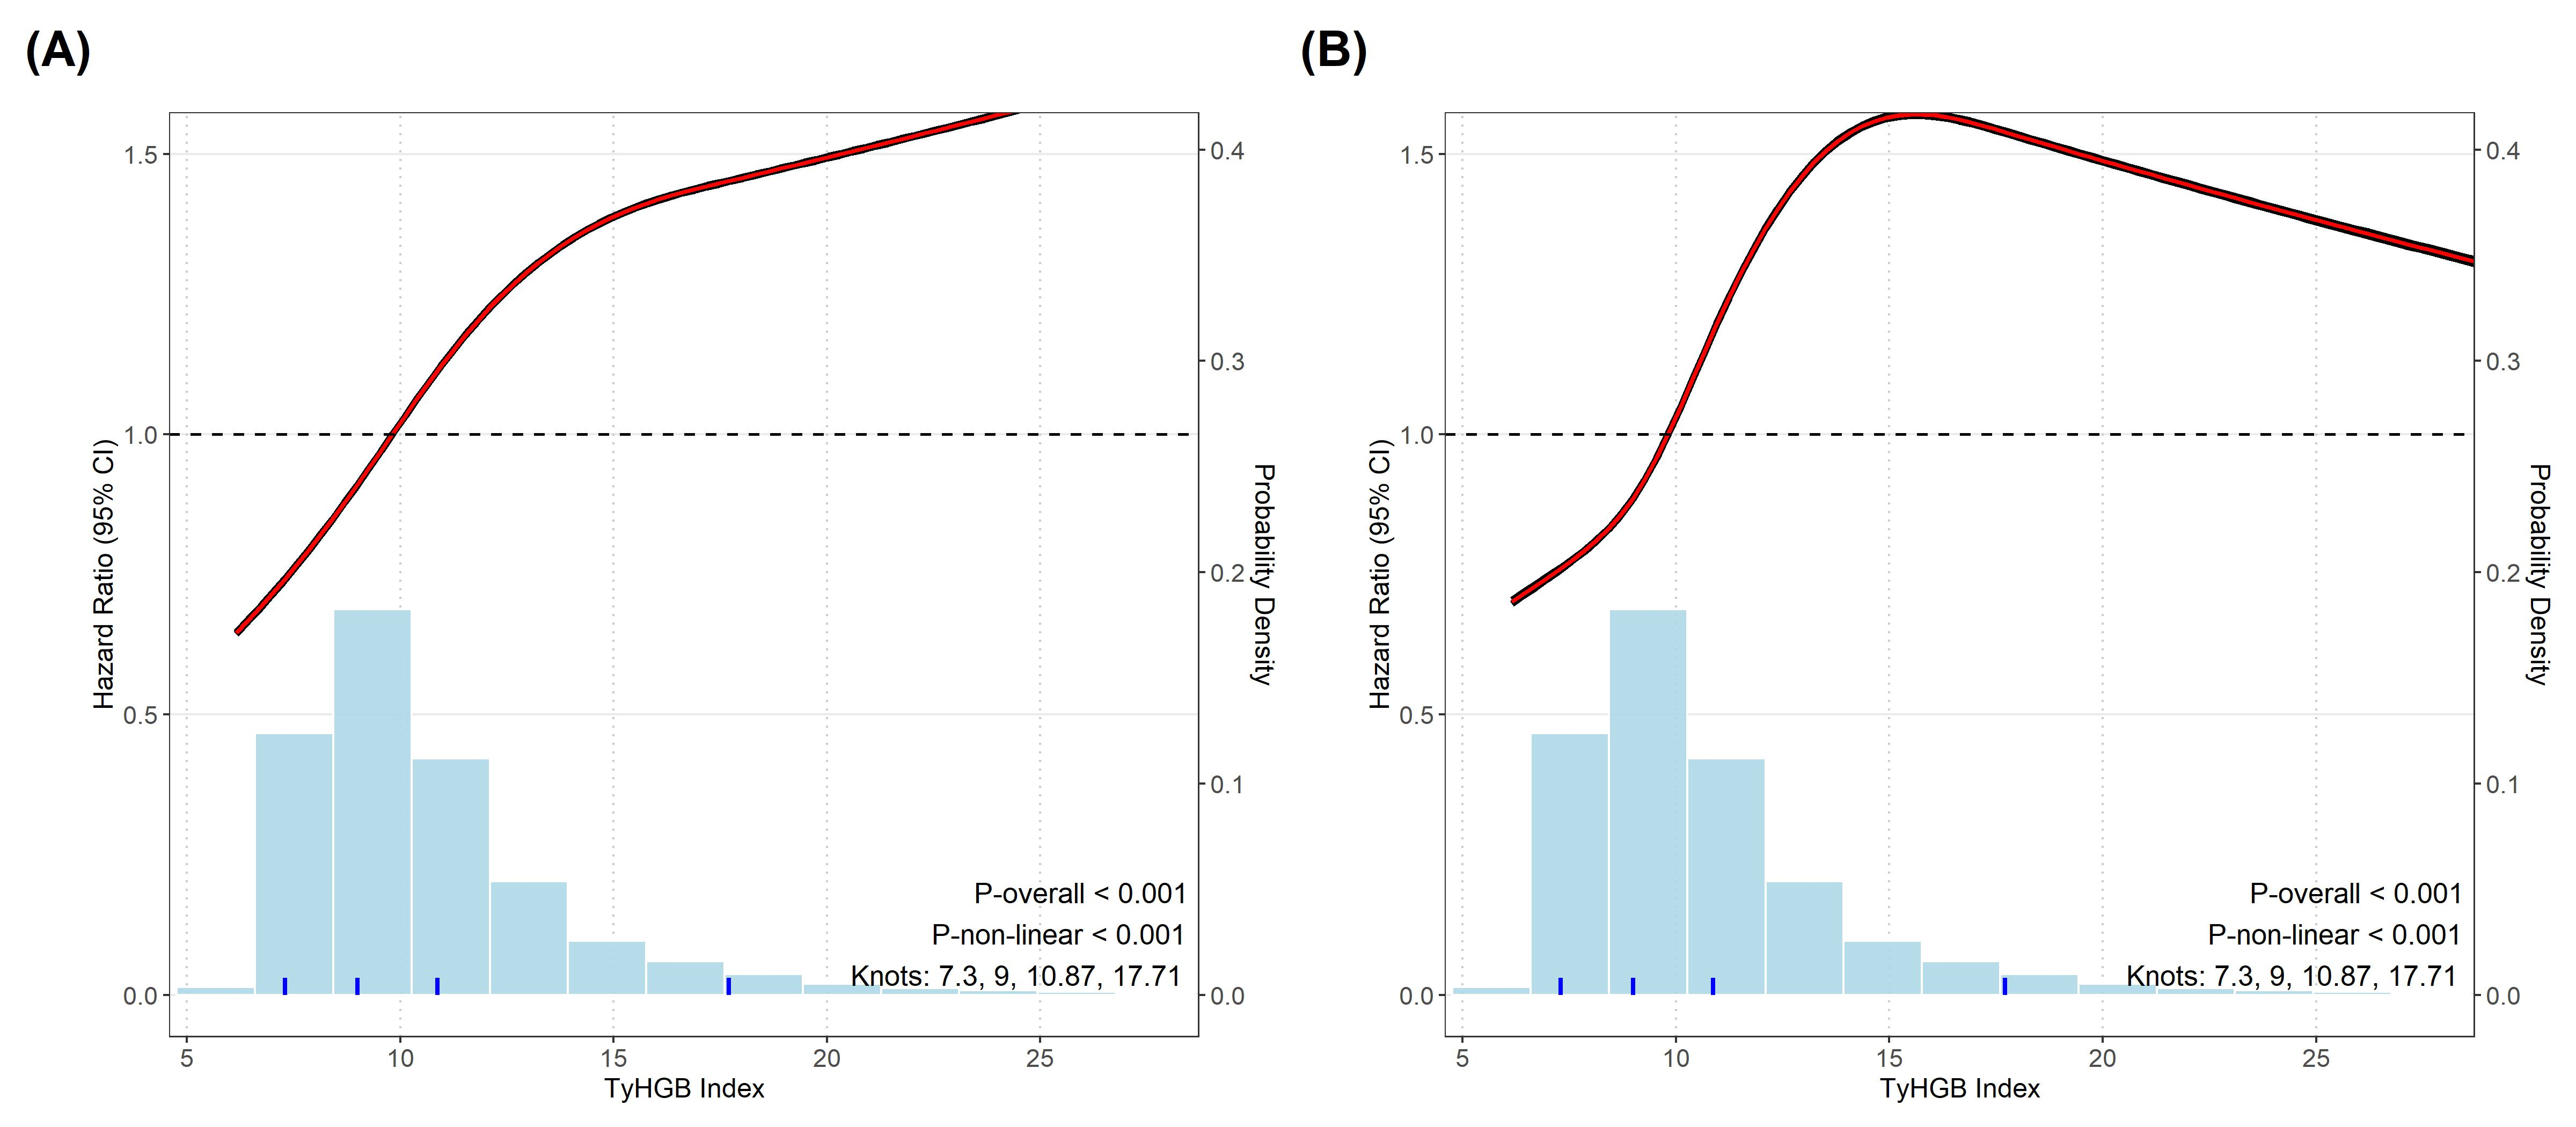 (A)
1.5
1.0
0.5
0.0
Hazard Ratio (95% CI)
0.4
0.3
0.2
0.1
0.0
Probability Density
P-overall < 0.001
P-non-linear < 0.001
Knots: 7.3, 9, 10.87, 17.71
5 10 15 20 25
TyHGB Index
(B)
1.5
1.0
0.5
0.0
Hazard Ratio (95% CI)
0.4
0.3
0.2
0.1
0.0
Probability Density
P-overall < 0.001
P-non-linear < 0.001
Knots: 7.3, 9, 10.87, 17.71
5 10 15 20 25
TyHGB Index